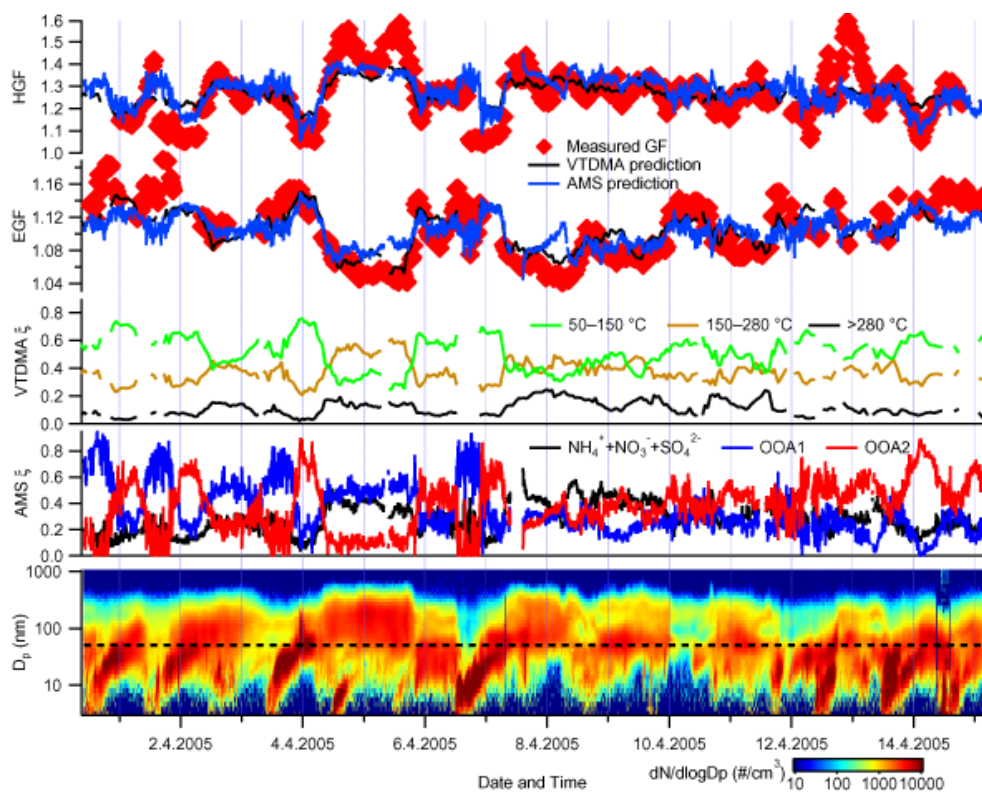 1.6
1.5
1.4
1.3
1.2
1.1
1.0
HGF
Measured GF
VTDMA prediction
AMS prediction
1.16
1.12
1.08
1.04
EGF
0.8
0.6
0.4
0.2
0.0
VTDMA ξ
50–150 °C
150–280 °C
>280 °C
0.8
0.6
0.4
0.2
0.0
AMS ξ
NH₄⁺+NO₃⁻+SO₄²⁻
OOA1
OOA2
1000
100
10
Dₚ (nm)
2.4.2005 4.4.2005 6.4.2005 8.4.2005 10.4.2005 12.4.2005 14.4.2005
Date and Time
dN/dlogDp (#/cm³)
10 100 1000 10000